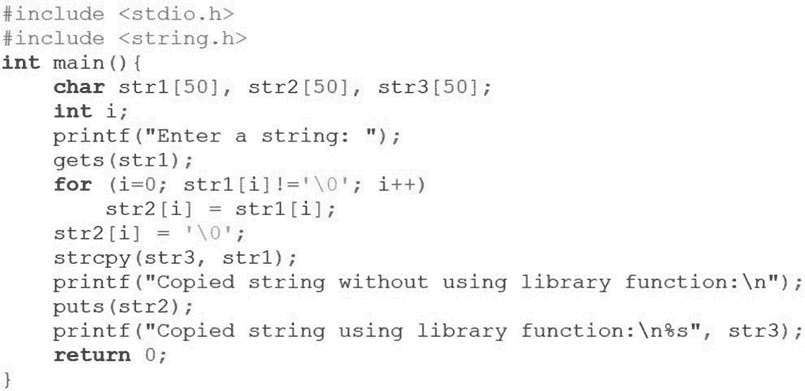 #include <stdio.h>
#include <string.h>
int main(){
    char str1[50], str2[50], str3[50];
    int i;
    printf("Enter a string: ");
    gets(str1);
    for (i=0; str1[i]!='\0'; i++)
        str2[i] = str1[i];
    str2[i] = '\0';
    strcpy(str3, str1);
    printf("Copied string without using library function:\n");
    puts(str2);
    printf("Copied string using library function:\n%s", str3);
    return 0;
}